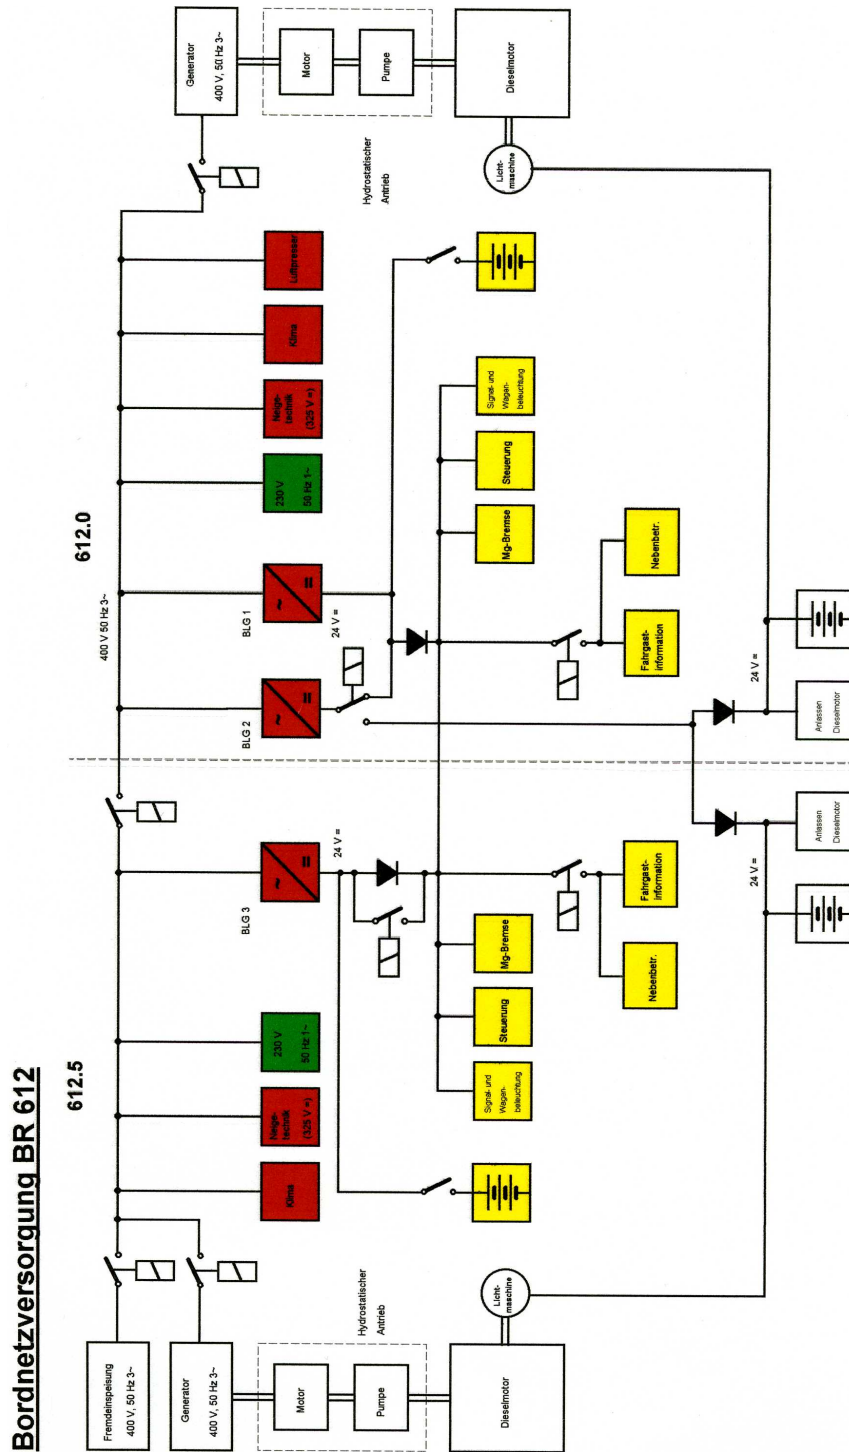 Bordnetzversorgung BR 612
612.5
612.0
Fremdeinspeisung
400 V, 50 Hz 3~
Generator
400 V, 50 Hz 3~
Motor
Pumpe
Hydrostatischer
Antrieb
Dieselmotor
Licht-
maschine
Klima
Neige-
technik
(325 V =)
230 V
50 Hz 1~
BLG 3
~
=
24 V =
Signal- und
Wagen-
beleuchtung
Steuerung
Mg-Bremse
Nebenbetr.
Fahrgast-
information
24 V =
Anlassen
Dieselmotor
400 V 50 Hz 3~
BLG 2
~
=
BLG 1
~
=
24 V =
230 V
50 Hz 1~
Neige-
technik
(325 V =)
Klima
Luftpresser
Mg-Bremse
Steuerung
Signal- und
Wagen-
beleuchtung
Fahrgast-
information
Nebenbetr.
24 V =
Anlassen
Dieselmotor
Generator
400 V, 50 Hz 3~
Motor
Pumpe
Hydrostatischer
Antrieb
Dieselmotor
Licht-
maschine